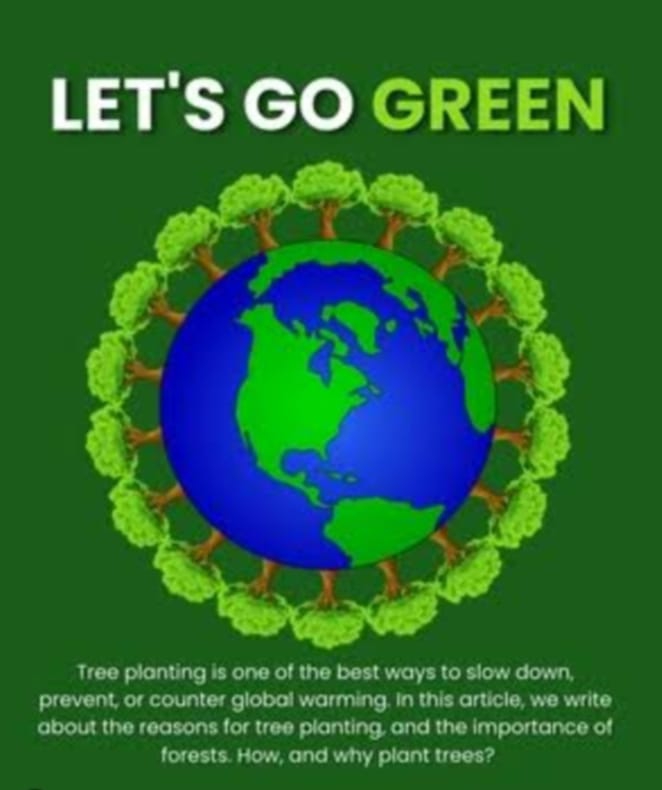 LET'S GO GREEN
Tree planting is one of the best ways to slow down,
prevent, or counter global warming. In this article, we write
about the reasons for tree planting, and the importance of
forests. How, and why plant trees?